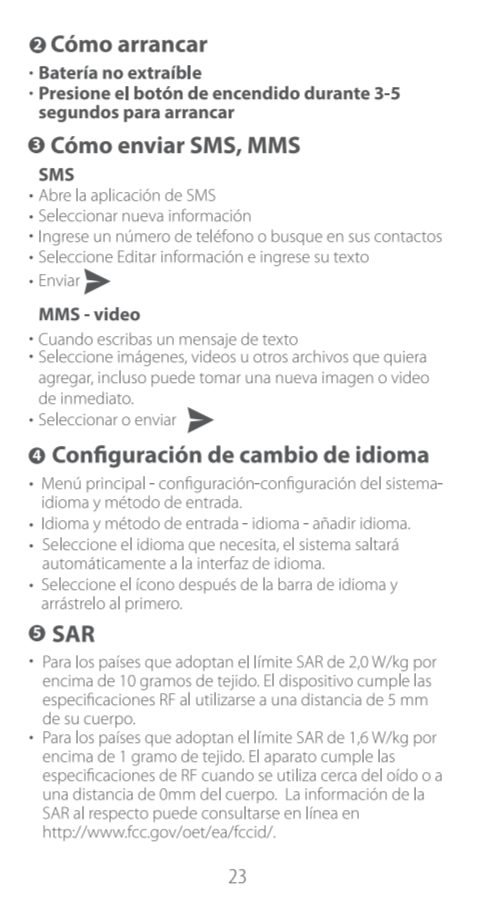 ❷ Cómo arrancar
• Batería no extraíble
• Presione el botón de encendido durante 3-5
segundos para arrancar
❸ Cómo enviar SMS, MMS
SMS
• Abre la aplicación de SMS
• Seleccionar nueva información
• Ingrese un número de teléfono o busque en sus contactos
• Seleccione Editar información e ingrese su texto
• Enviar
MMS - video
• Cuando escribas un mensaje de texto
• Seleccione imágenes, videos u otros archivos que quiera
agregar, incluso puede tomar una nueva imagen o video
de inmediato.
• Seleccionar o enviar
❹ Configuración de cambio de idioma
• Menú principal - configuración-configuración del sistema-
idioma y método de entrada.
• Idioma y método de entrada - idioma - añadir idioma.
• Seleccione el idioma que necesita, el sistema saltará
automáticamente a la interfaz de idioma.
• Seleccione el ícono después de la barra de idioma y
arrástrelo al primero.
❺ SAR
• Para los países que adoptan el límite SAR de 2,0 W/kg por
encima de 10 gramos de tejido. El dispositivo cumple las
especificaciones RF al utilizarse a una distancia de 5 mm
de su cuerpo.
• Para los países que adoptan el límite SAR de 1,6 W/kg por
encima de 1 gramo de tejido. El aparato cumple las
especificaciones de RF cuando se utiliza cerca del oído o a
una distancia de 0mm del cuerpo. La información de la
SAR al respecto puede consultarse en línea en
http://www.fcc.gov/oet/ea/fccid/.
23